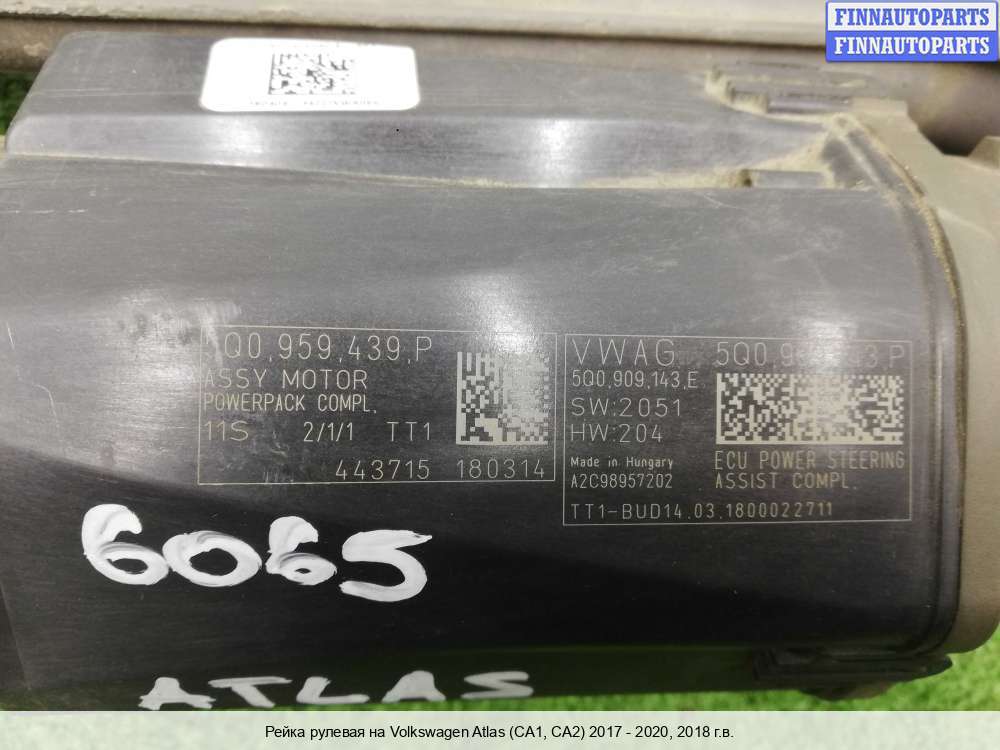 FINNAUTOPARTS
FINNAUTOPARTS
5Q0.959.439.P
ASSY MOTOR
POWERPACK COMPL.
11S 2/1/1 TT1
443715 180314
VWAG
5Q0.909.143.E
SW:2051
HW:204
Made in Hungary
A2C98957202
ECU POWER STEERING
ASSIST COMPL.
TT1-BUD14.03.1800022711
6065
ATLAS
Рейка рулевая на Volkswagen Atlas (CA1, CA2) 2017 - 2020, 2018 г.в.